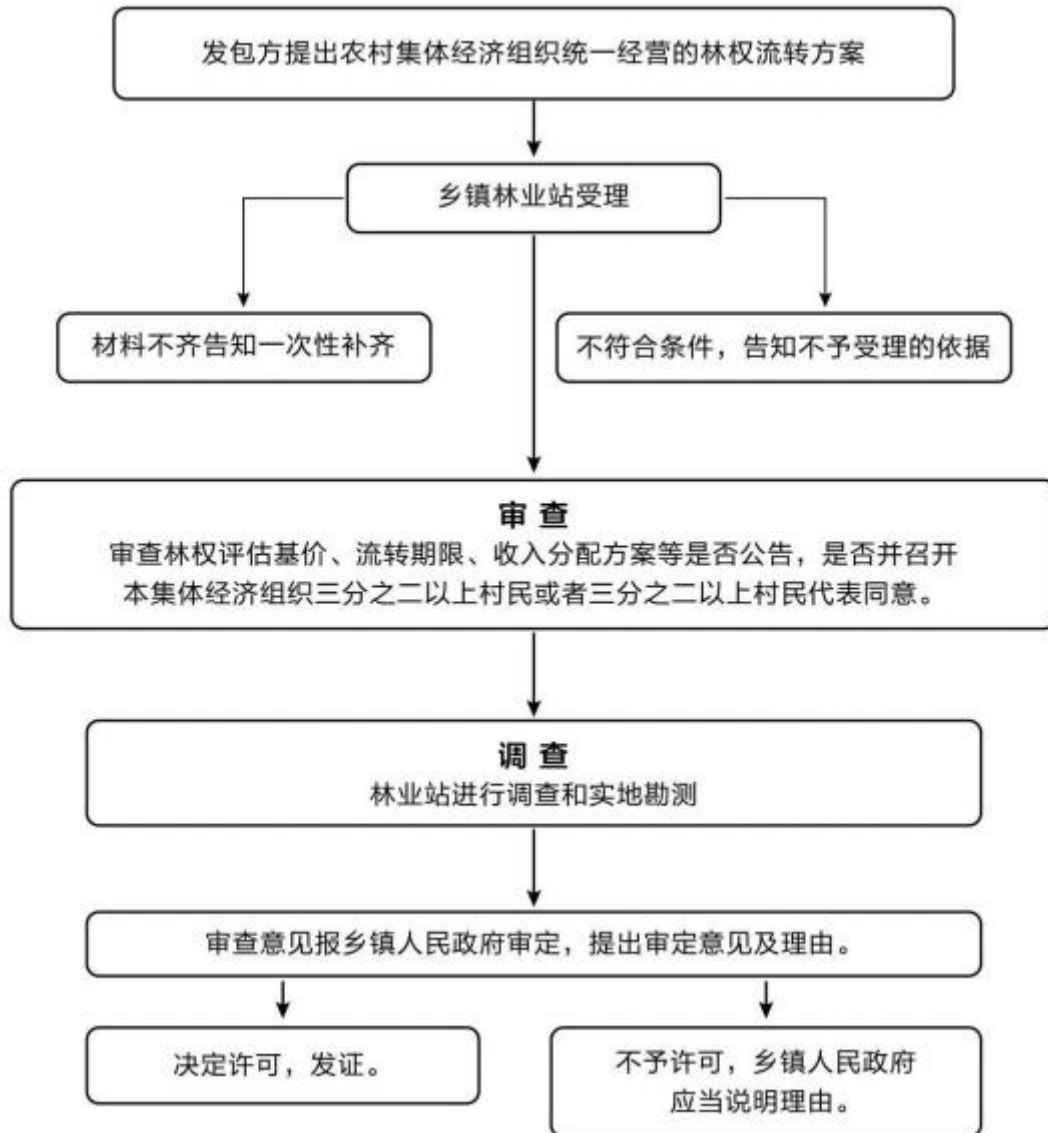 发包方提出农村集体经济组织统一经营的林权流转方案
乡镇林业站受理
材料不齐告知一次性补齐
不符合条件，告知不予受理的依据
审 查
审查林权评估基价、流转期限、收入分配方案等是否公告，是否并召开
本集体经济组织三分之二以上村民或者三分之二以上村民代表同意。
调 查
林业站进行调查和实地勘测
审查意见报乡镇人民政府审定，提出审定意见及理由。
决定许可，发证。
不予许可，乡镇人民政府
应当说明理由。